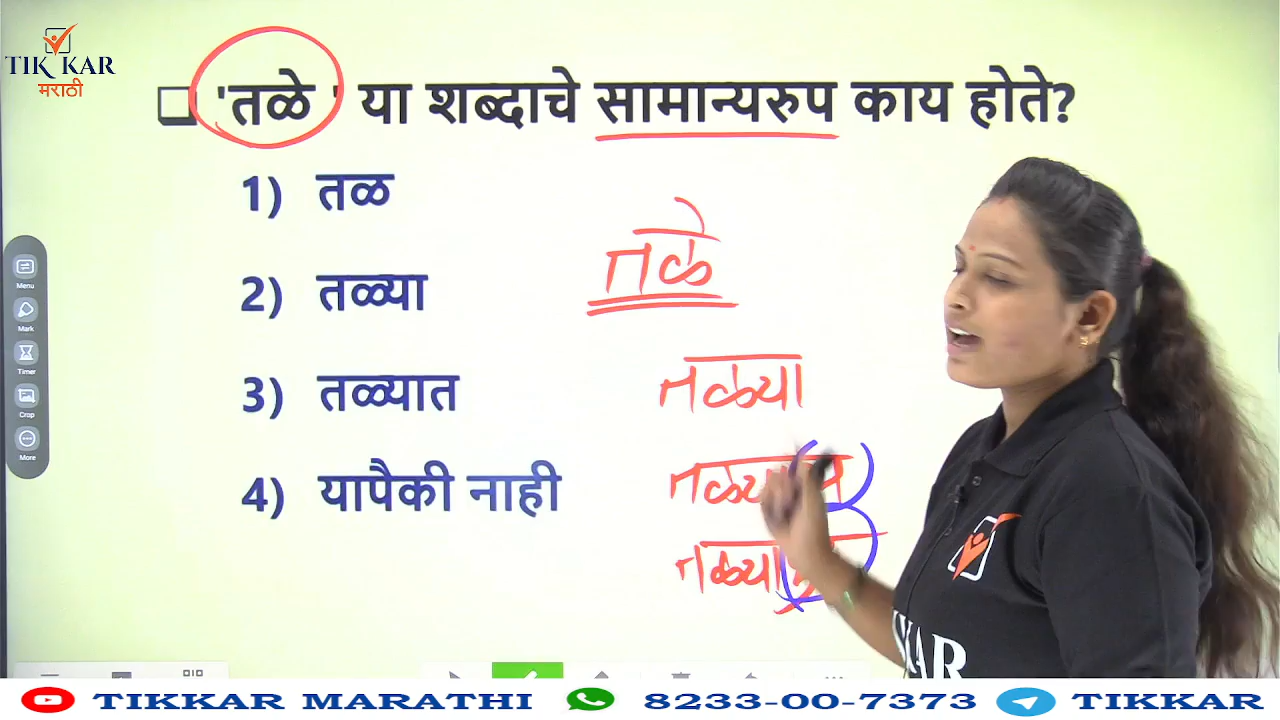 TIKKAR
मराठी
'तळे ' या शब्दाचे सामान्यरुप काय होते?
1) तळ
2) तळ्या
3) तळ्यात
4) यापैकी नाही
तळे
तळ्या
Menu
Mark
Timer
Crop
More
KAR
TIKKAR MARATHI
8233-00-7373
TIKKAR